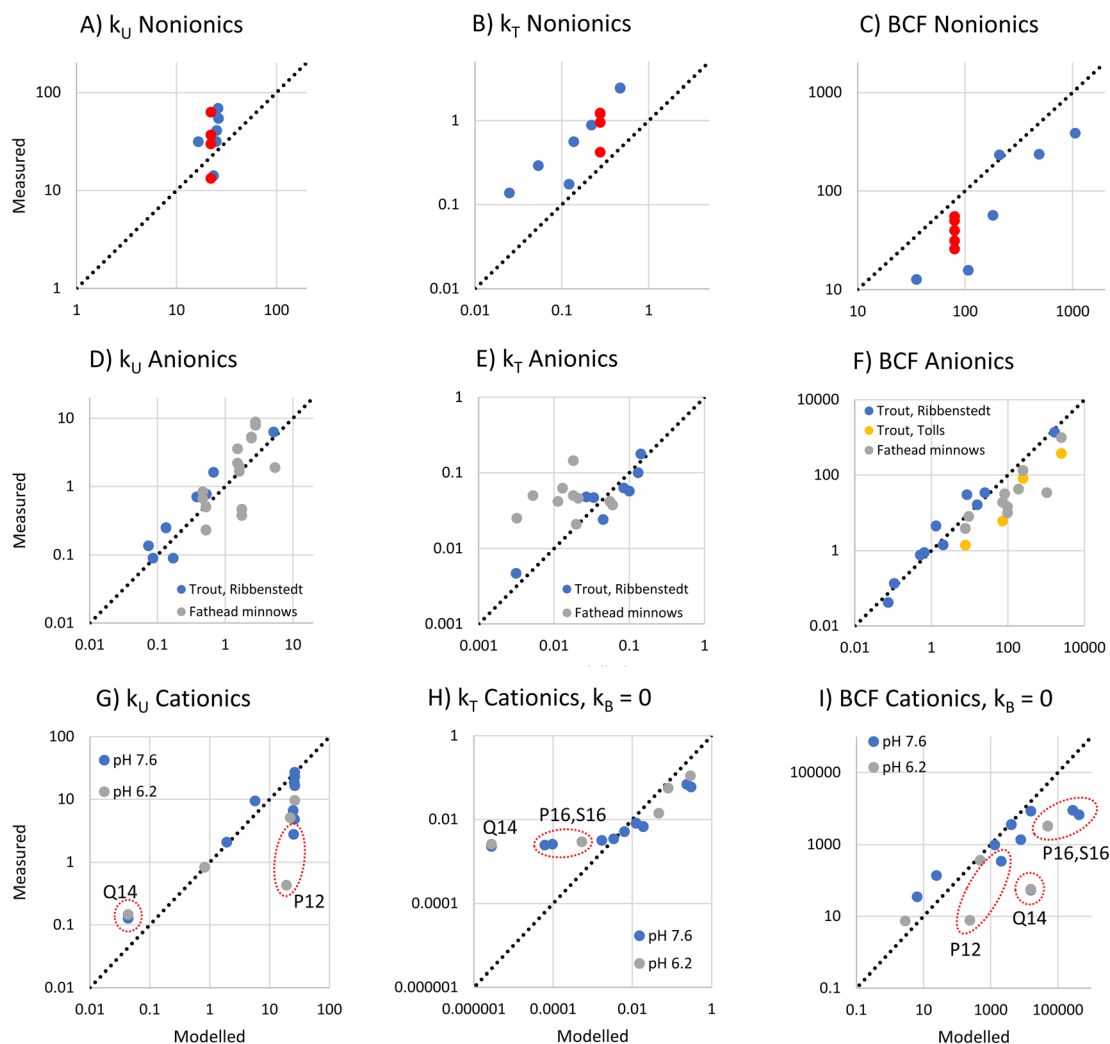 A) kU Nonionics
B) kT Nonionics
C) BCF Nonionics
Measured
100
10
1
1
10
100
1
0.1
0.01
0.01
0.1
1
1000
100
10
10
100
1000
D) kU Anionics
E) kT Anionics
F) BCF Anionics
Measured
10
1
0.1
0.01
0.01
0.1
1
10
Trout, Ribbenstedt
Fathead minnows
1
0.1
0.01
0.001
0.001
0.01
0.1
1
Trout, Ribbenstedt
Fathead minnows
10000
100
1
0.01
0.01
1
100
10000
Trout, Ribbenstedt
Trout, Tolls
Fathead minnows
G) kU Cationics
H) kT Cationics, kB = 0
I) BCF Cationics, kB = 0
Measured
100
10
1
0.1
0.01
0.01
0.1
1
10
100
pH 7.6
pH 6.2
Q14
P12
Modelled
1
0.01
0.0001
0.000001
0.000001
0.0001
0.01
1
Q14
P16,S16
pH 7.6
pH 6.2
Modelled
100000
1000
10
0.1
0.1
10
1000
100000
pH 7.6
pH 6.2
P16,S16
Q14
P12
Modelled